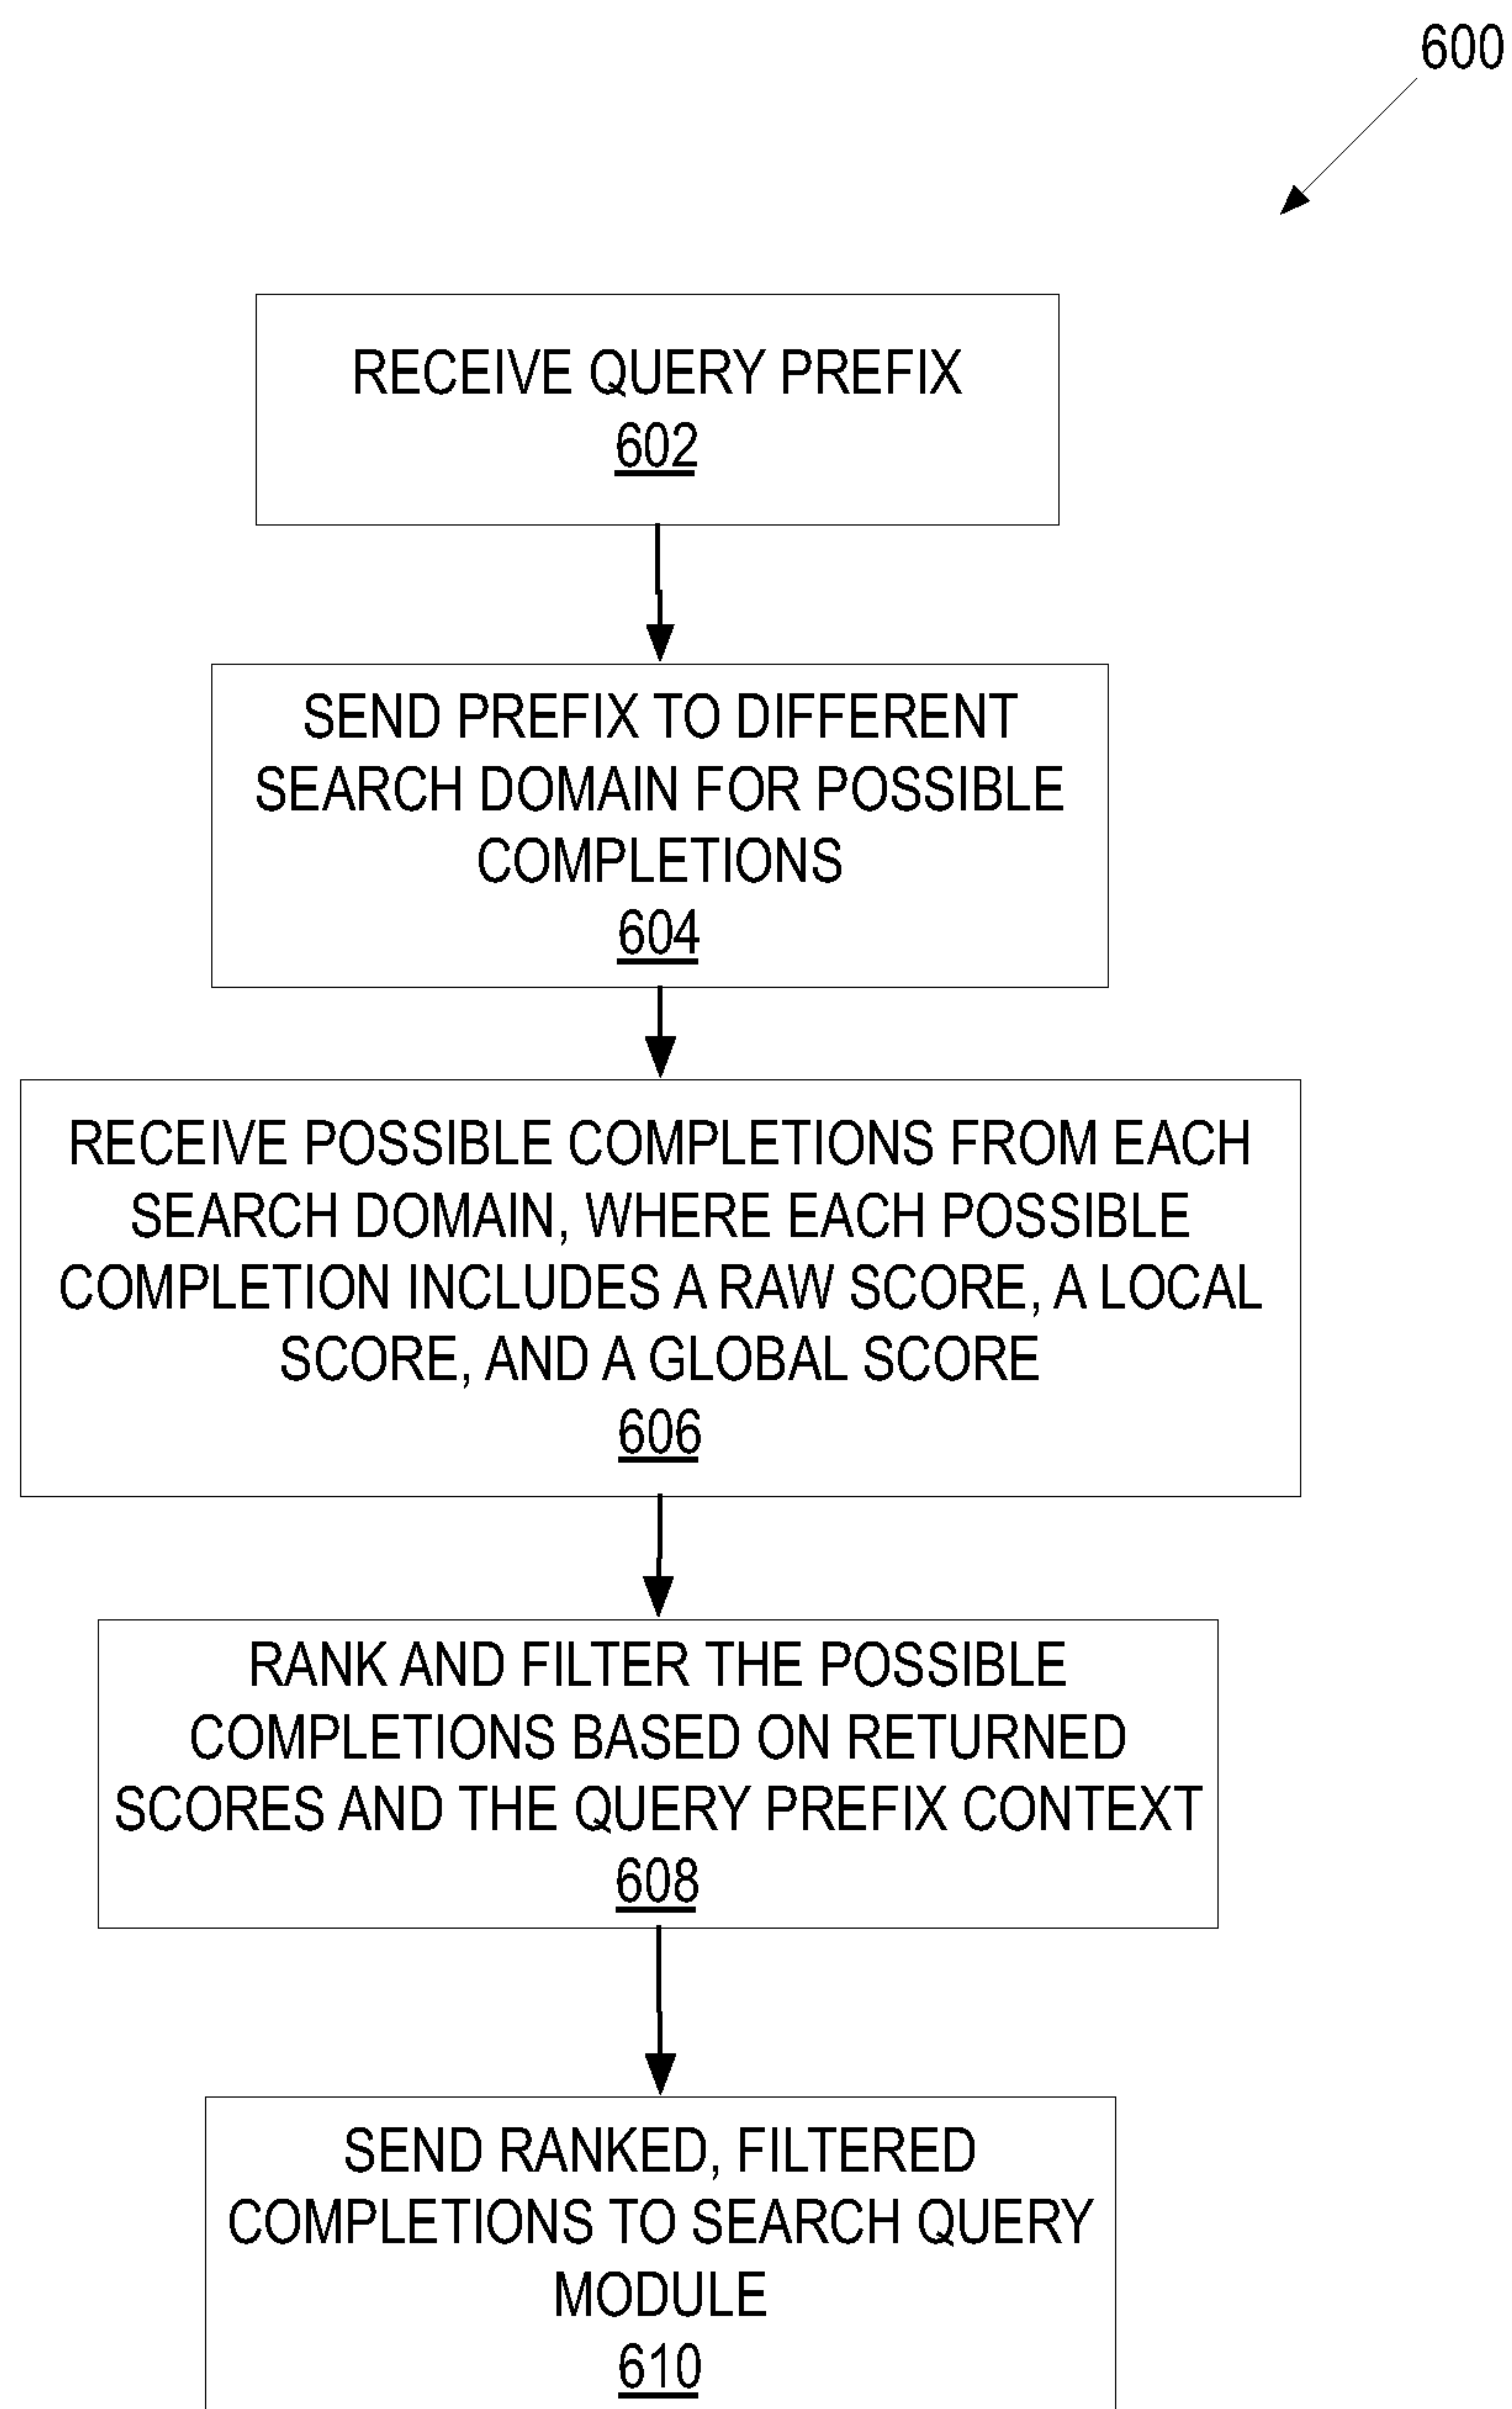 600
RECEIVE QUERY PREFIX
602
SEND PREFIX TO DIFFERENT
SEARCH DOMAIN FOR POSSIBLE
COMPLETIONS
604
RECEIVE POSSIBLE COMPLETIONS FROM EACH
SEARCH DOMAIN, WHERE EACH POSSIBLE
COMPLETION INCLUDES A RAW SCORE, A LOCAL
SCORE, AND A GLOBAL SCORE
606
RANK AND FILTER THE POSSIBLE
COMPLETIONS BASED ON RETURNED
SCORES AND THE QUERY PREFIX CONTEXT
608
SEND RANKED, FILTERED
COMPLETIONS TO SEARCH QUERY
MODULE
610